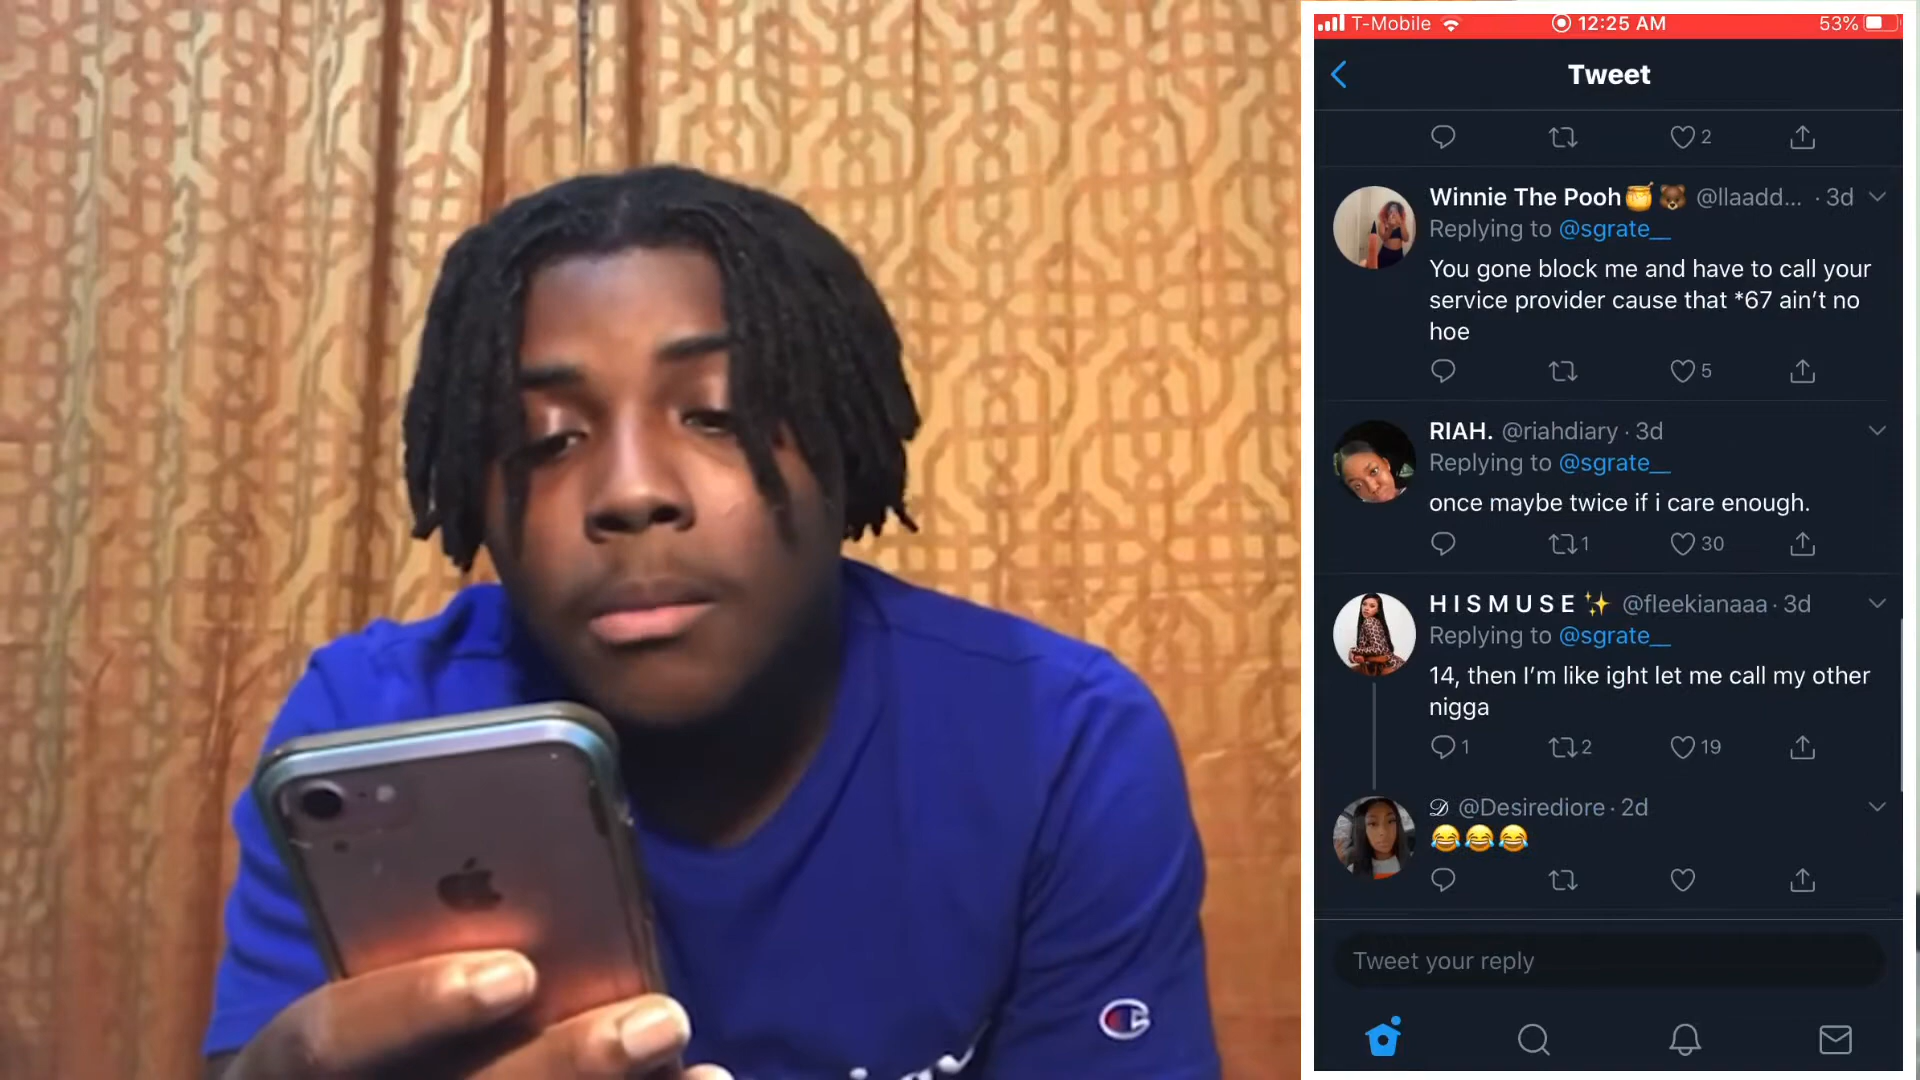 T-Mobile 12:25 AM 53%
Tweet
2
Winnie The Pooh🍯🐻 @llaadd... · 3d
Replying to @sgrate__
You gone block me and have to call your
service provider cause that *67 ain’t no
hoe
5
RIAH. @riahdiary · 3d
Replying to @sgrate__
once maybe twice if i care enough.
1 30
H I S M U S E ✨ @fleekianaaa · 3d
Replying to @sgrate__
14, then I’m like ight let me call my other
nigga
1 2 19
𝒟 @Desirediore · 2d
😂😂😂
Tweet your reply